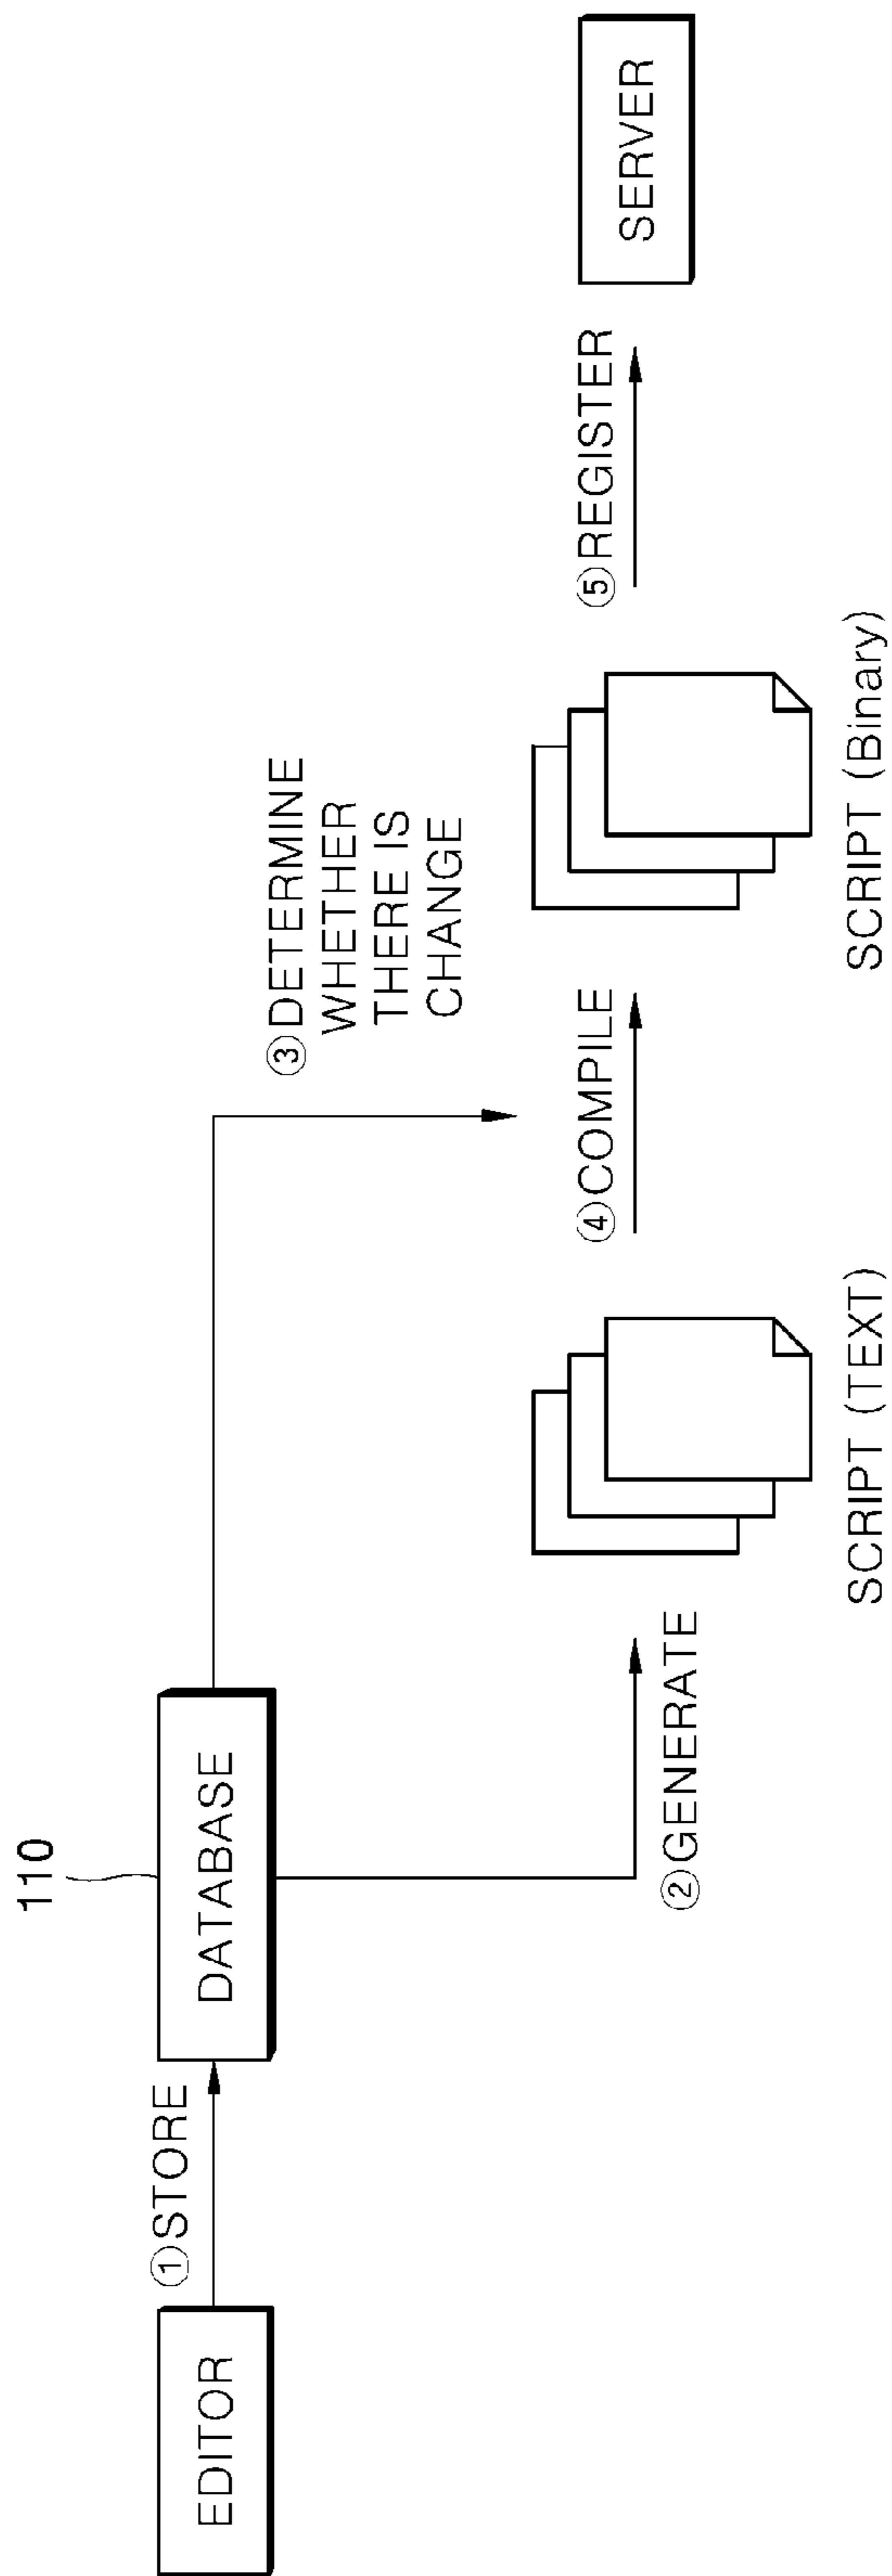 110
EDITOR
①STORE
DATABASE
③DETERMINE
WHETHER
THERE IS
CHANGE
②GENERATE
④COMPILE
⑤REGISTER
SERVER
SCRIPT (TEXT)
SCRIPT (Binary)